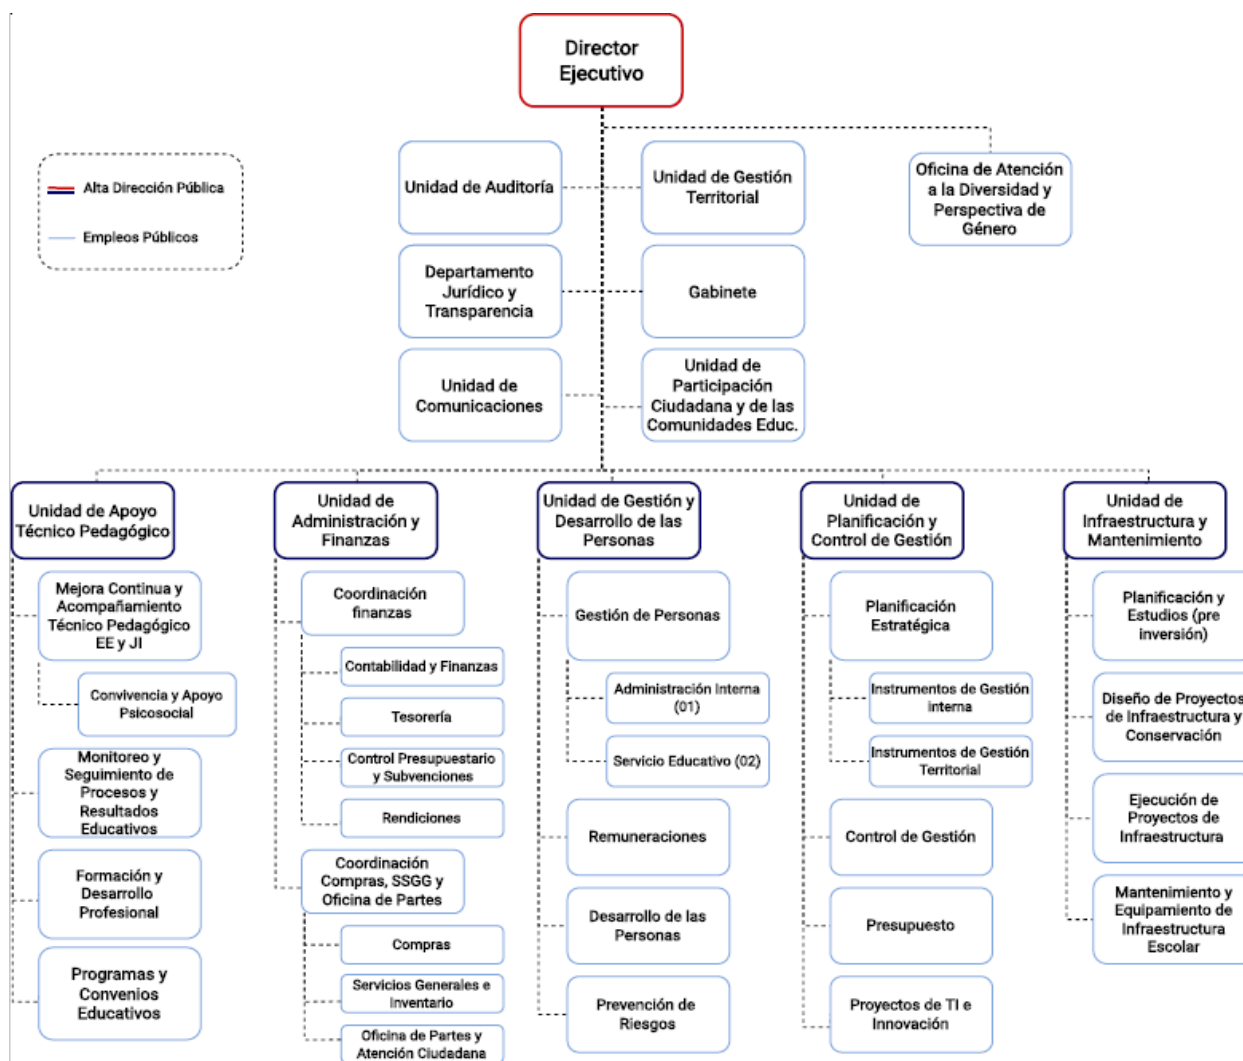 Director
Ejecutivo
Alta Dirección Pública
Empleos Públicos
Unidad de Auditoría
Unidad de Gestión
Territorial
Oficina de Atención
a la Diversidad y
Perspectiva de
Género
Departamento
Jurídico y
Transparencia
Gabinete
Unidad de
Comunicaciones
Unidad de
Participación
Ciudadana y de las
Comunidades Educ.
Unidad de Apoyo
Técnico Pedagógico
Mejora Continua y
Acompañamiento
Técnico Pedagógico
EE y JI
Convivencia y Apoyo
Psicosocial
Monitoreo y
Seguimiento de
Procesos y
Resultados
Educativos
Formación y
Desarrollo
Profesional
Programas y
Convenios
Educativos
Unidad de
Administración y
Finanzas
Coordinación
finanzas
Contabilidad y Finanzas
Tesorería
Control Presupuestario
y Subvenciones
Rendiciones
Coordinación
Compras, SSGG y
Oficina de Partes
Compras
Servicios Generales e
Inventario
Oficina de Partes y
Atención Ciudadana
Unidad de Gestión y
Desarrollo de las
Personas
Gestión de Personas
Administración Interna
(01)
Servicio Educativo (02)
Remuneraciones
Desarrollo de las
Personas
Prevención de
Riesgos
Unidad de
Planificación y
Control de Gestión
Planificación
Estratégica
Instrumentos de Gestión
interna
Instrumentos de Gestión
Territorial
Control de Gestión
Presupuesto
Proyectos de TI e
Innovación
Unidad de
Infraestructura y
Mantenimiento
Planificación y
Estudios (pre
inversión)
Diseño de Proyectos
de Infraestructura y
Conservación
Ejecución de
Proyectos de
Infraestructura
Mantenimiento y
Equipamiento de
Infraestructura
Escolar